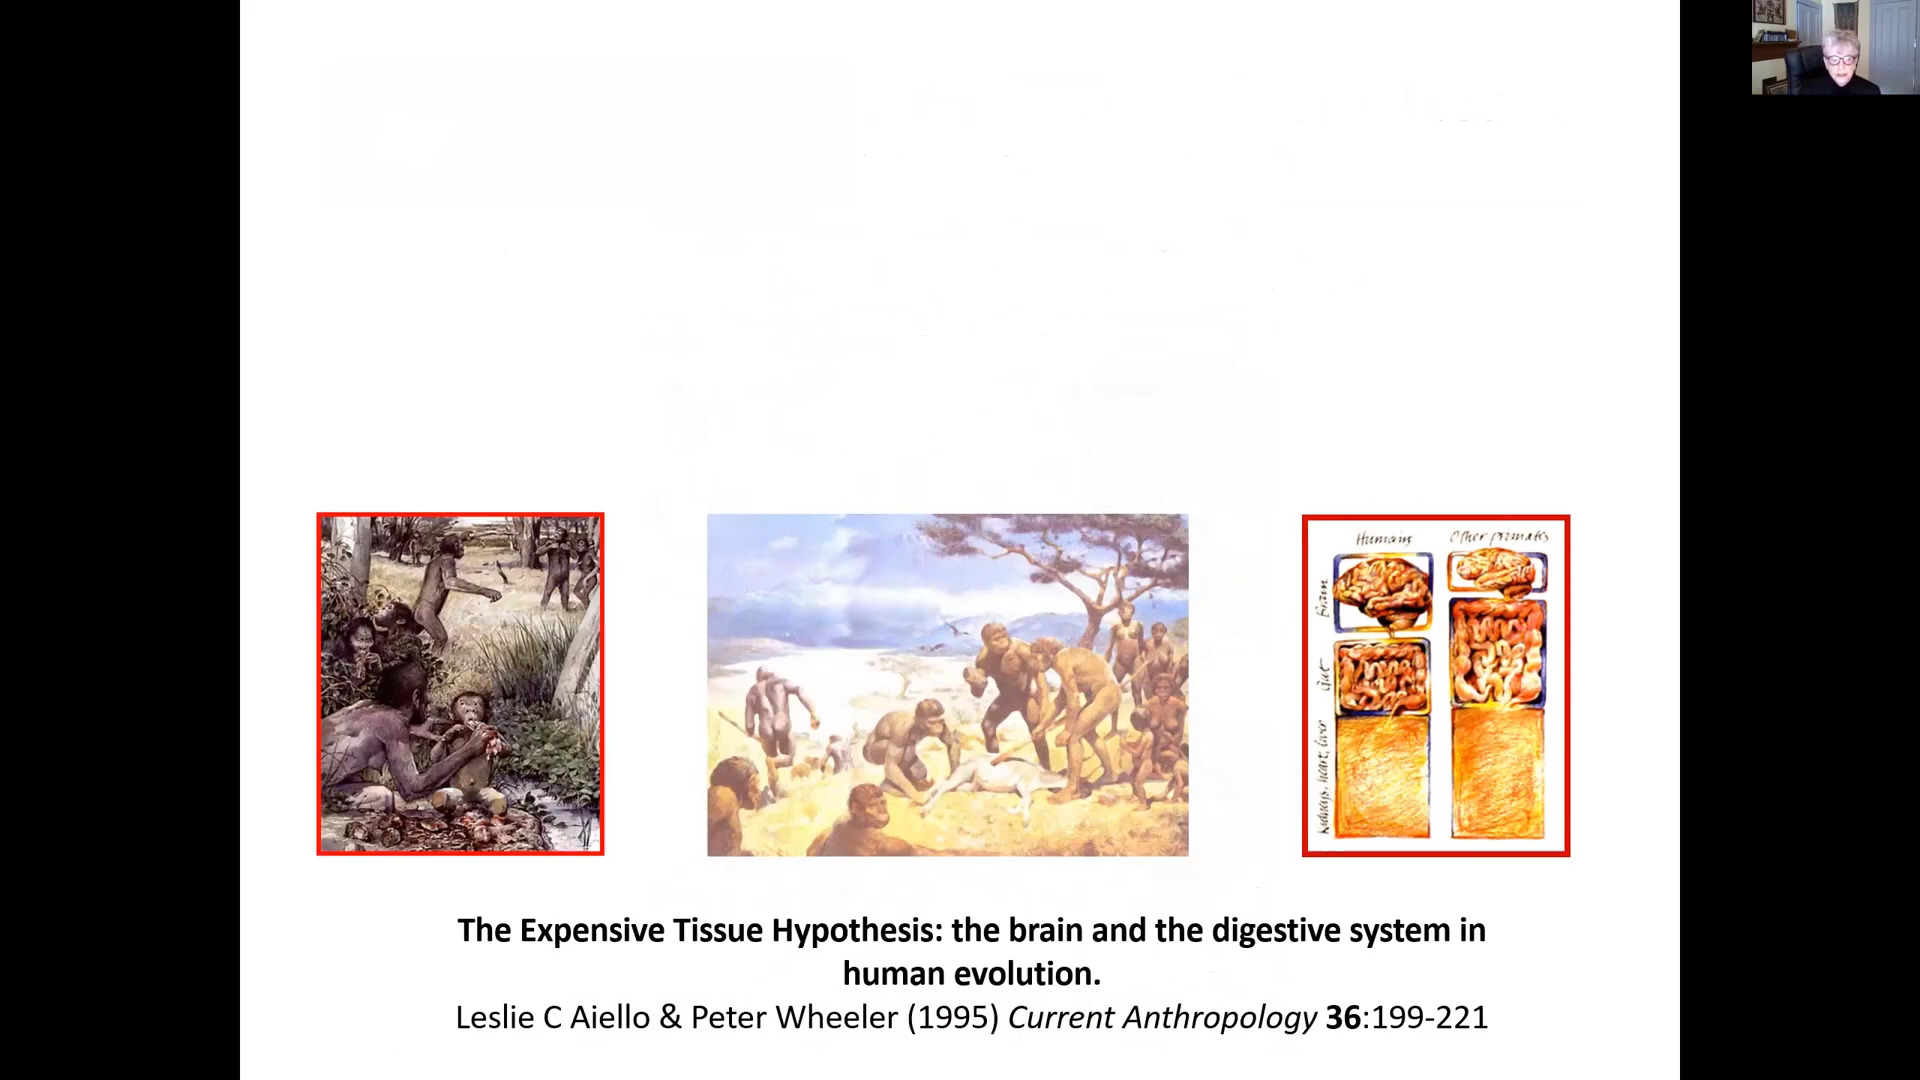 Humans Other primates
Brain
Gut
Kidneys, heart, liver
The Expensive Tissue Hypothesis: the brain and the digestive system in
human evolution.
Leslie C Aiello & Peter Wheeler (1995) Current Anthropology 36:199-221